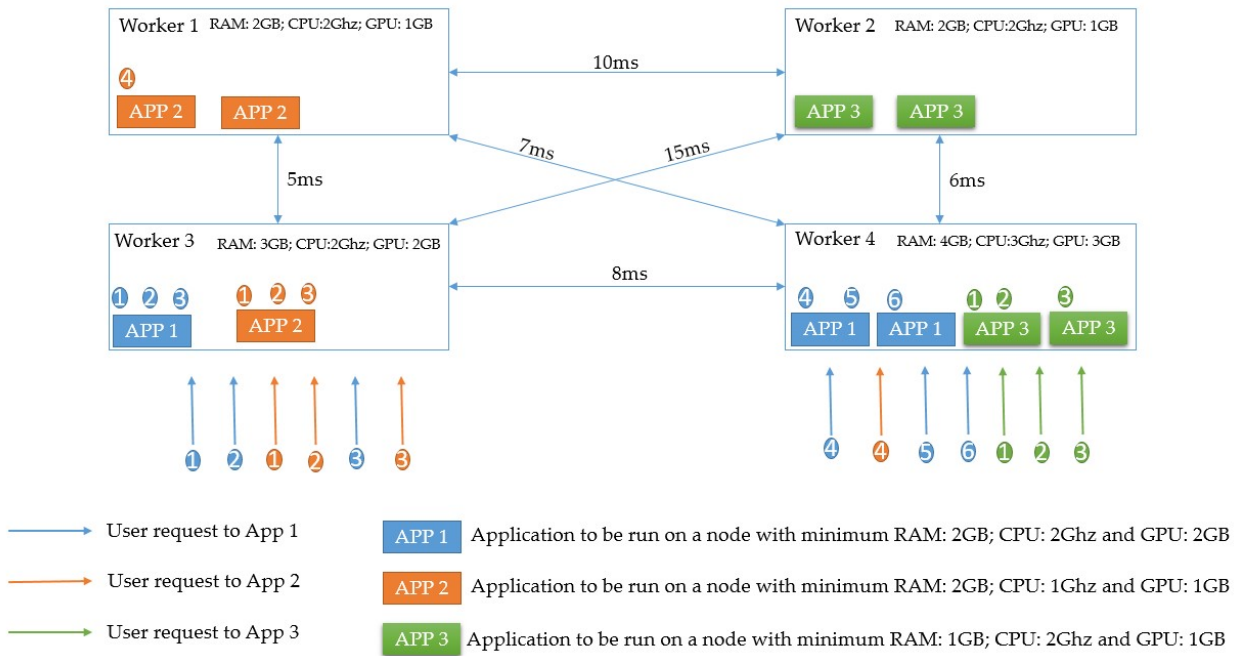 Worker 1 RAM: 2GB; CPU:2Ghz; GPU: 1GB
4
APP 2 APP 2
10ms
Worker 2 RAM: 2GB; CPU:2Ghz; GPU: 1GB
APP 3 APP 3
5ms
7ms
15ms
6ms
Worker 3 RAM: 3GB; CPU:2Ghz; GPU: 2GB
1 2 3 1 2 3
APP 1 APP 2
8ms
Worker 4 RAM: 4GB; CPU:3Ghz; GPU: 3GB
4 5 6 1 2 3
APP 1 APP 1 APP 3 APP 3
1 2 1 2 3 3
4 4 5 6 1 2 3
User request to App 1
APP 1 Application to be run on a node with minimum RAM: 2GB; CPU: 2Ghz and GPU: 2GB
User request to App 2
APP 2 Application to be run on a node with minimum RAM: 2GB; CPU: 1Ghz and GPU: 1GB
User request to App 3
APP 3 Application to be run on a node with minimum RAM: 1GB; CPU: 2Ghz and GPU: 1GB